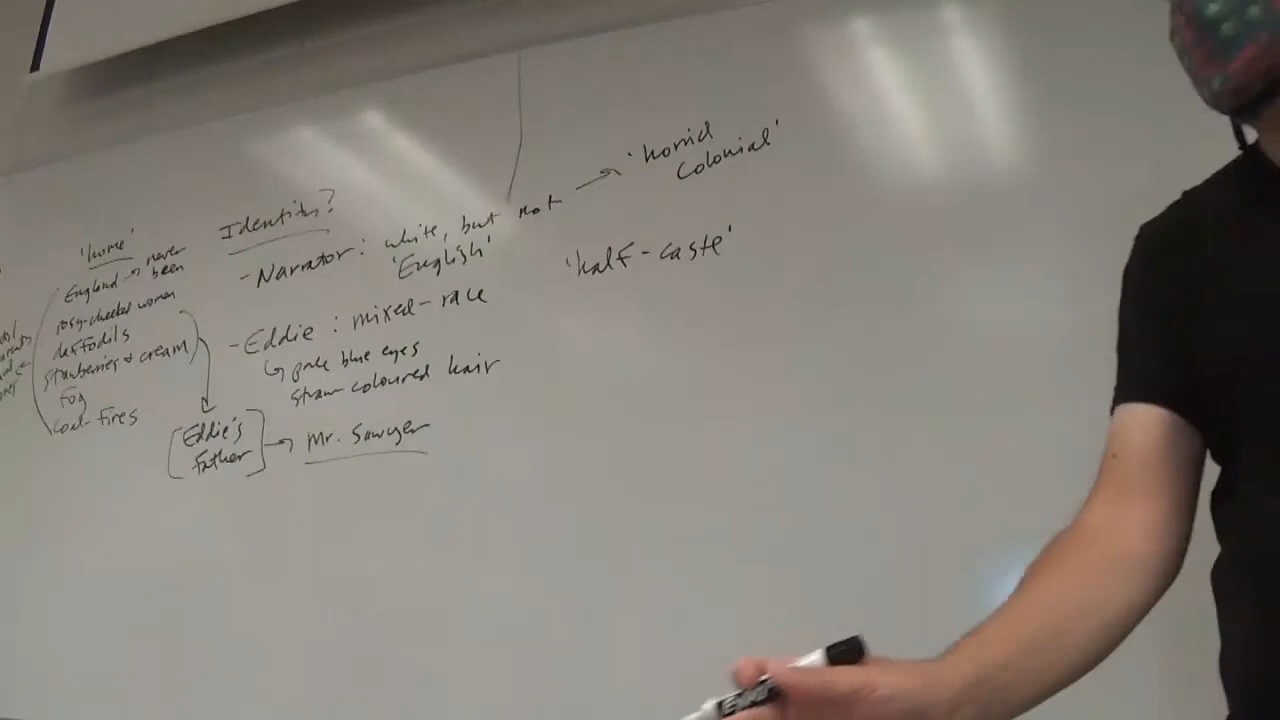 'home'
England → never
been
rosy-cheeked women
daffodils
strawberries + cream
fog
coal fires
Identity?
- Narrator : white, but not → 'horrid
'English'
colonial'
'half-caste'
- Eddie : mixed-race
↳ pale blue eyes
straw coloured hair
[Eddie's
Father] → Mr. Sawyer
EXPO